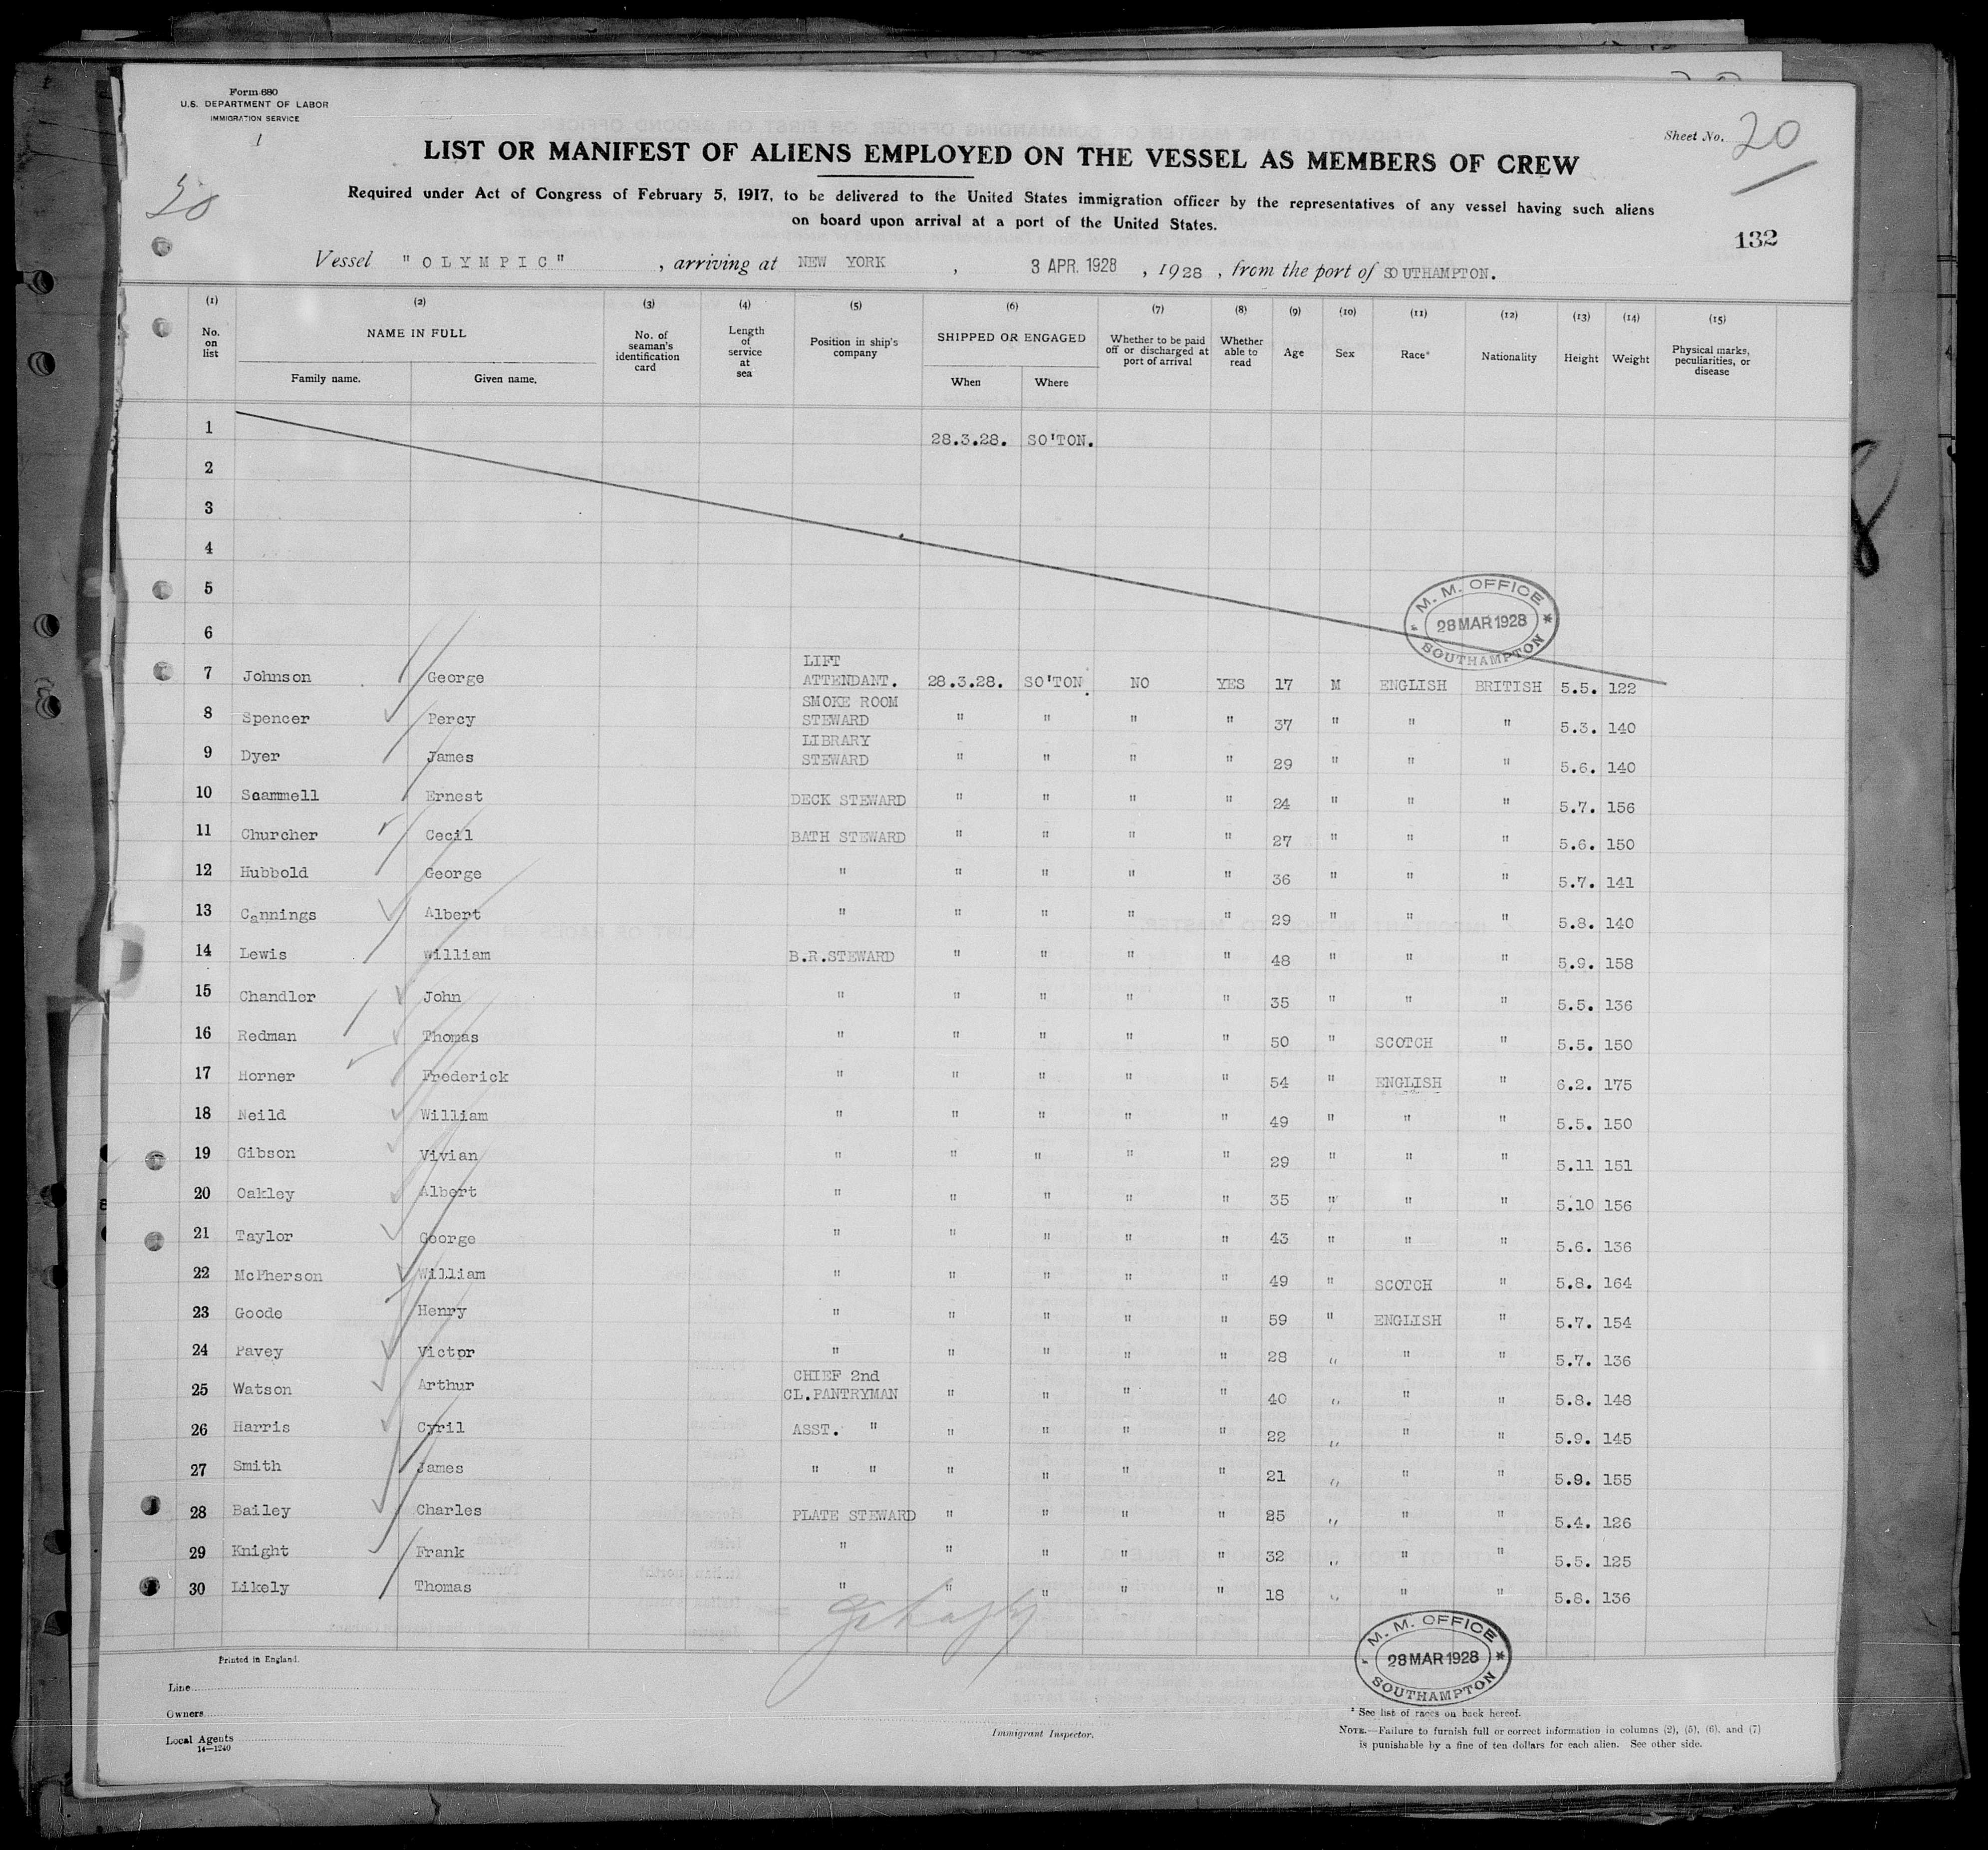 Form 680
U.S. DEPARTMENT OF LABOR
IMMIGRATION SERVICE
1
Sheet No. 20
LIST OR MANIFEST OF ALIENS EMPLOYED ON THE VESSEL AS MEMBERS OF CREW
Required under Act of Congress of February 5, 1917, to be delivered to the United States immigration officer by the representatives of any vessel having such aliens
on board upon arrival at a port of the United States.
20
132
Vessel "OLYMPIC", arriving at NEW YORK, 3 APR. 1928, 1928, from the port of SOUTHAMPTON.
(1) (2) (3) (4) (5) (6) (7) (8) (9) (10) (11) (12) (13) (14) (15)
No. on list NAME IN FULL Family name. Given name. No. of seaman's identification card Length of service at sea Position in ship's company SHIPPED OR ENGAGED When Where Whether to be paid off or discharged at port of arrival Whether able to read Age Sex Race* Nationality Height Weight Physical marks, peculiarities, or disease
1 28.3.28. SO'TON.
2
3
4
5
6
M. M. OFFICE 28 MAR 1928 * SOUTHAMPTON
7 Johnson George LIFT ATTENDANT. 28.3.28. SO'TON. NO YES 17 M ENGLISH BRITISH 5.5. 122
8 Spencer Percy SMOKE ROOM STEWARD " " " " 37 " " " 5.3. 140
9 Dyer James LIBRARY STEWARD " " " " 29 " " " 5.6. 140
10 Scammell Ernest DECK STEWARD " " " " 24 " " " 5.7. 156
11 Churcher Cecil BATH STEWARD " " " " 27 " " " 5.6. 150
12 Hubbold George " " " " " 36 " " " 5.7. 141
13 Cannings Albert " " " " " 29 " " " 5.8. 140
14 Lewis William B.R.STEWARD " " " " 48 " " " 5.9. 158
15 Chandlor John " " " " " 35 " " " 5.5. 136
16 Redman Thomas " " " " " 50 " SCOTCH " 5.5. 150
17 Horner Frederick " " " " " 54 " ENGLISH " 6.2. 175
18 Neild William " " " " " 49 " " " 5.5. 150
19 Gibson Vivian " " " " " 29 " " " 5.11 151
20 Oakley Albert " " " " " 35 " " " 5.10 156
21 Taylor George " " " " " 43 " " " 5.6. 136
22 McPherson William " " " " " 49 " SCOTCH " 5.8. 164
23 Goode Henry " " " " " 59 " ENGLISH " 5.7. 154
24 Pavey Victor " " " " " 28 " " " 5.7. 136
25 Watson Arthur CHIEF 2nd CL.PANTRYMAN " " " " 40 " " " 5.8. 148
26 Harris Cyril ASST. " " " " " 22 " " " 5.9. 145
27 Smith James " " " " " " 21 " " " 5.9. 155
28 Bailey Charles PLATE STEWARD " " " " 25 " " " 5.4. 126
29 Knight Frank " " " " " 32 " " " 5.5. 125
30 Likely Thomas " " " " " 18 " " " 5.8. 136
M. M. OFFICE 28 MAR 1928 * SOUTHAMPTON
Printed in England.
Line
Owners
Local Agents
14—1240
Immigrant Inspector.
* See list of races on back hereof.
NOTE.—Failure to furnish full or correct information in columns (2), (5), (6), and (7)
is punishable by a fine of ten dollars for each alien. See other side.
8